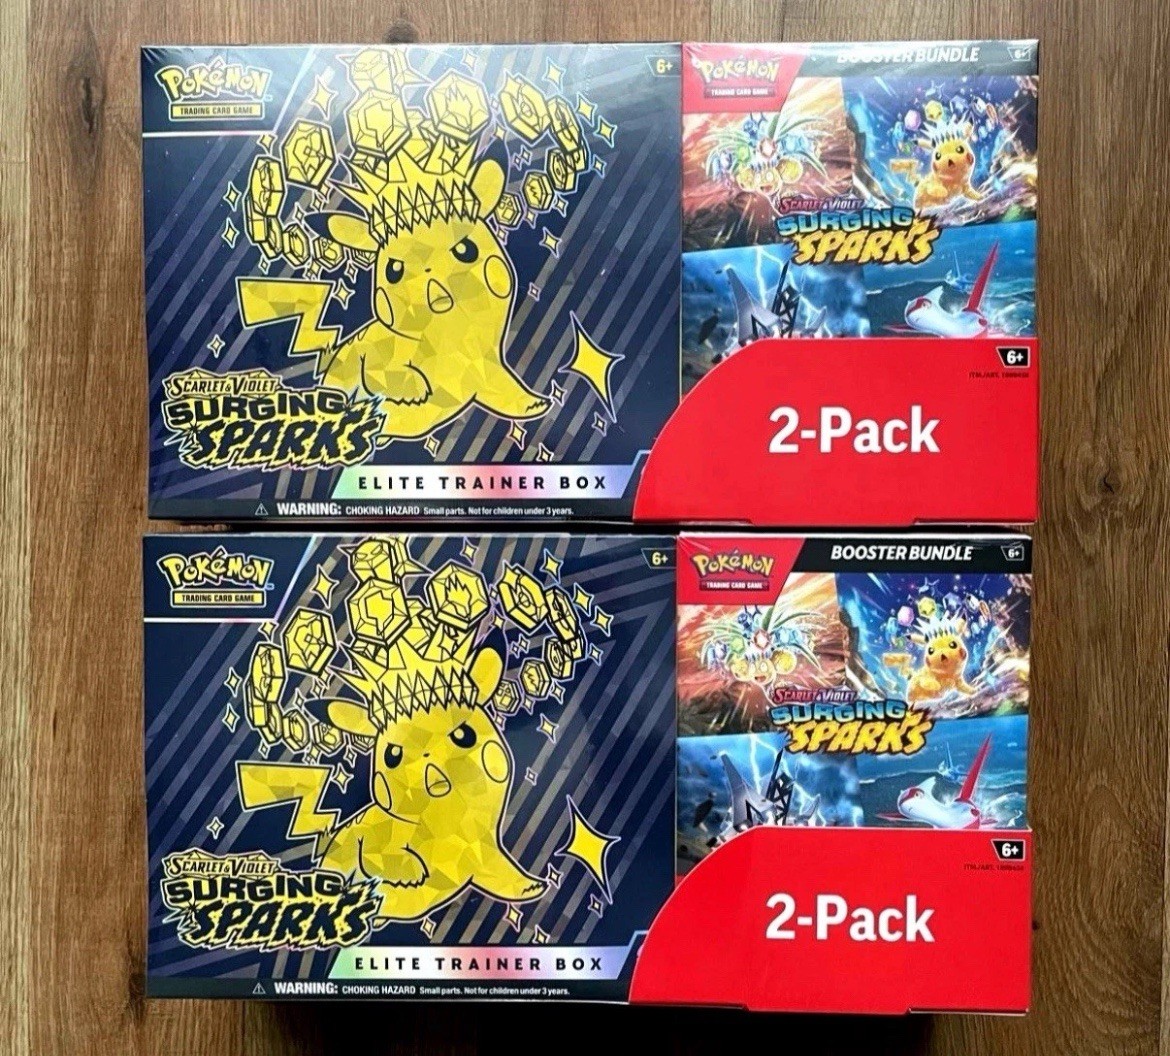 Pokémon
TRADING CARD GAME
6+
SCARLET & VIOLET
SURGING
SPARKS
ELITE TRAINER BOX
WARNING: CHOKING HAZARD Small parts. Not for children under 3 years.
Pokémon
TRADING CARD GAME
BOOSTER BUNDLE
6+
SCARLET & VIOLET
SURGING
SPARKS
6+
2-Pack
Pokémon
TRADING CARD GAME
6+
SCARLET & VIOLET
SURGING
SPARKS
ELITE TRAINER BOX
WARNING: CHOKING HAZARD Small parts. Not for children under 3 years.
Pokémon
TRADING CARD GAME
BOOSTER BUNDLE
6+
SCARLET & VIOLET
SURGING
SPARKS
6+
2-Pack